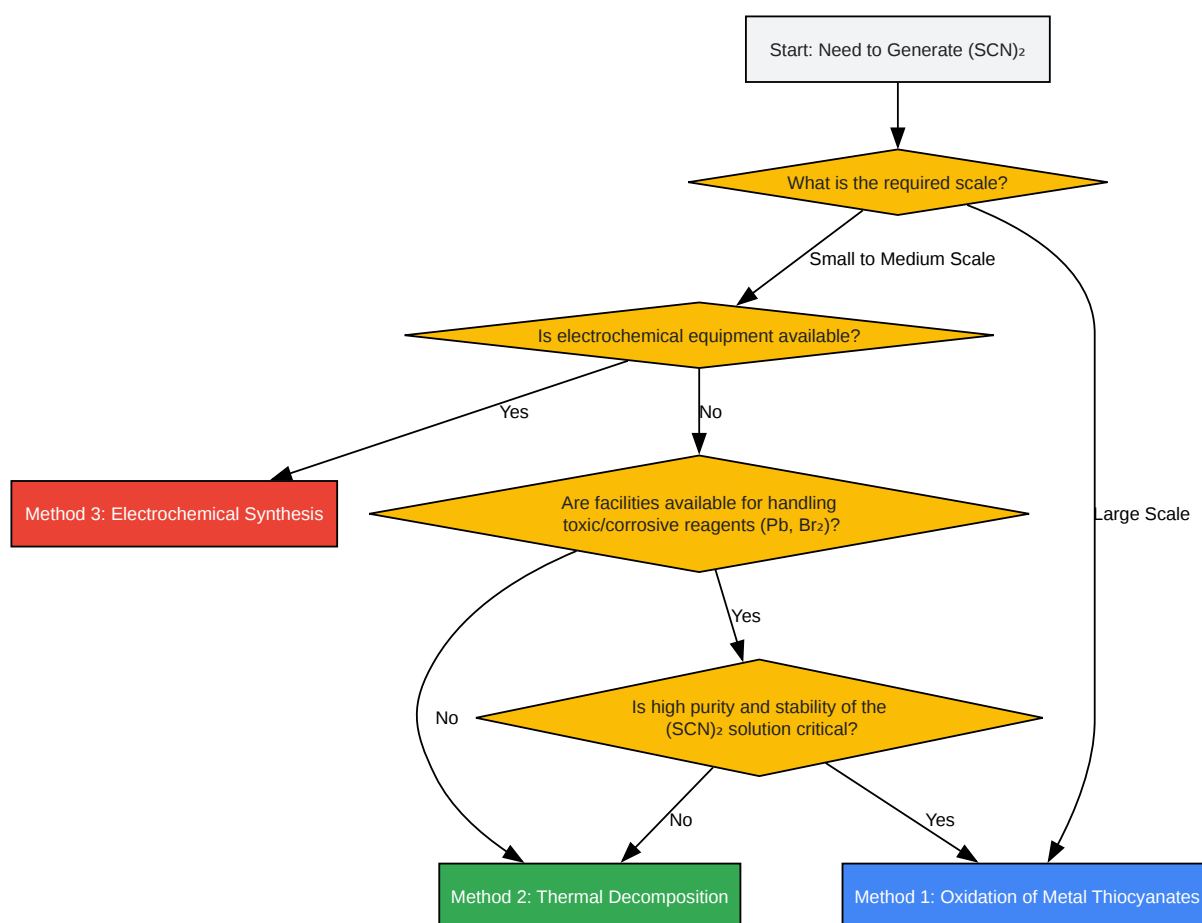 Start: Need to Generate (SCN)₂
What is the required scale?
Small to Medium Scale
Is electrochemical equipment available?
Yes
No
Are facilities available for handling
toxic/corrosive reagents (Pb, Br₂)?
Method 3: Electrochemical Synthesis
Large Scale
Yes
Is high purity and stability of the
(SCN)₂ solution critical?
No
No
Yes
Method 2: Thermal Decomposition
Method 1: Oxidation of Metal Thiocyanates